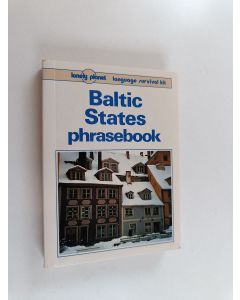 lonely planet language survival kit
Baltic
States
phrasebook